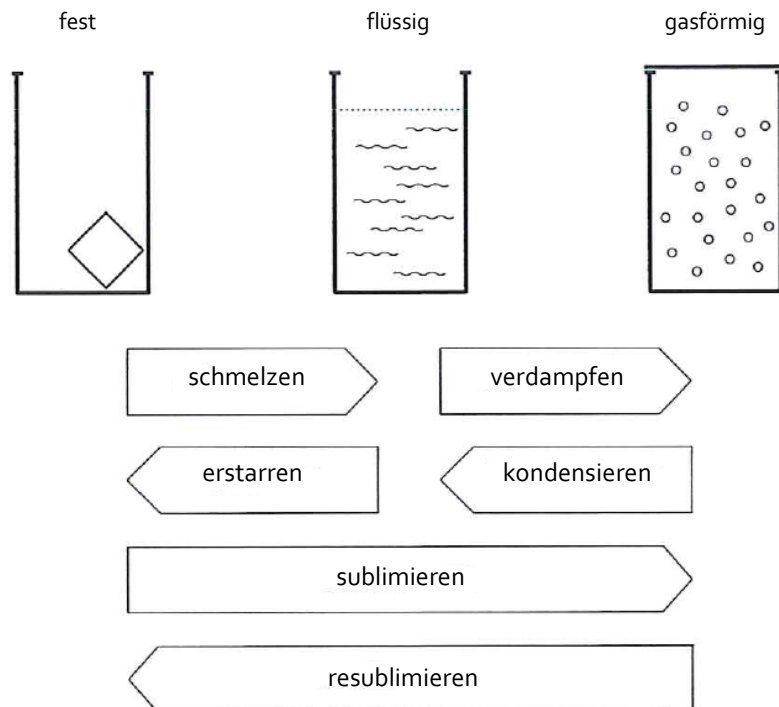 fest flüssig gasförmig
schmelzen verdampfen
erstarren kondensieren
sublimieren
resublimieren